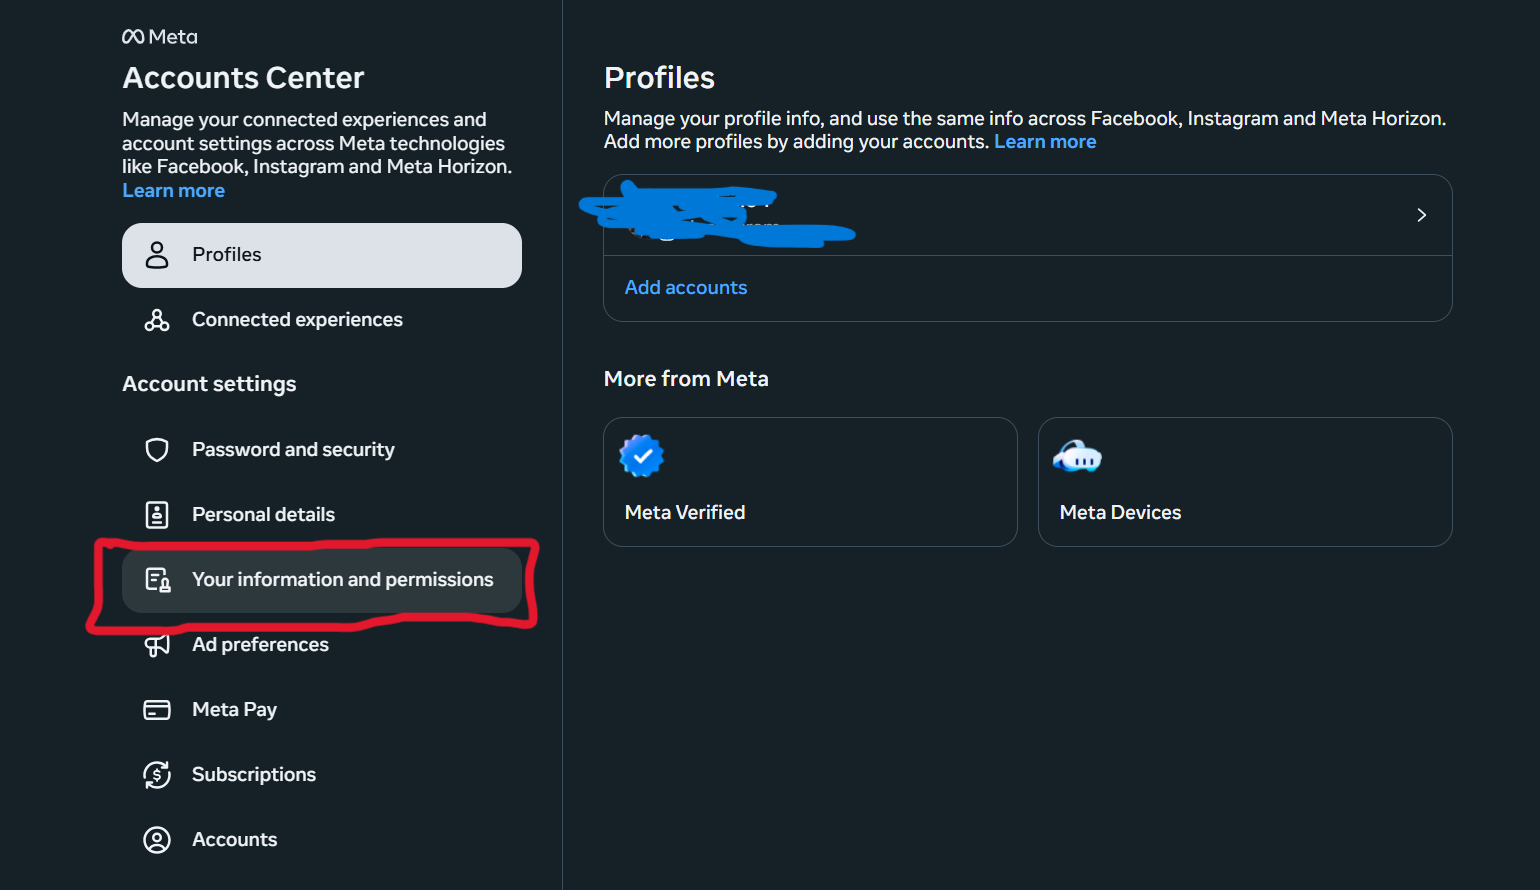 Meta
Accounts Center
Manage your connected experiences and
account settings across Meta technologies
like Facebook, Instagram and Meta Horizon.
Learn more
Profiles
Connected experiences
Account settings
Password and security
Personal details
Your information and permissions
Ad preferences
Meta Pay
Subscriptions
Accounts
Profiles
Manage your profile info, and use the same info across Facebook, Instagram and Meta Horizon.
Add more profiles by adding your accounts. Learn more
Add accounts
More from Meta
Meta Verified
Meta Devices